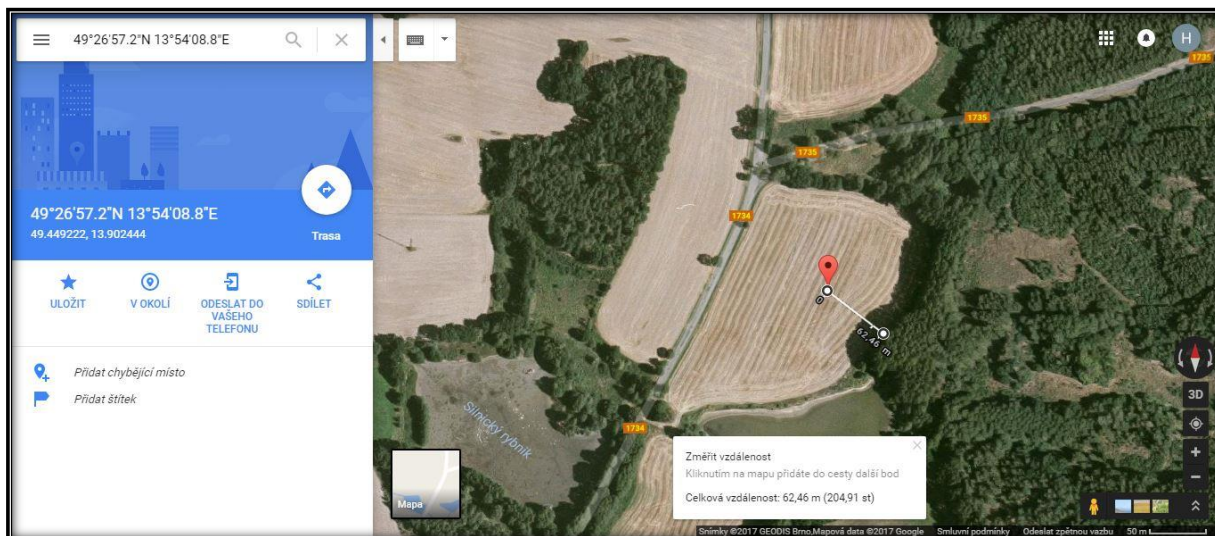 49°26'57.2"N 13°54'08.8"E
49°26'57.2"N 13°54'08.8"E
49.449222, 13.902444
Trasa
ULOŽIT
V OKOLÍ
ODESLAT DO
VAŠEHO
TELEFONU
SDÍLET
Přidat chybějící místo
Přidat štítek
H
1735
1735
1735
1734
0
62,46 m
1734
Silnický rybník
Mapa
3D
Změřit vzdálenost
Kliknutím na mapu přidáte do cesty další bod
Celková vzdálenost: 62,46 m (204,91 st)
Snímky ©2017 GEODIS Brno,Mapová data ©2017 Google Smluvní podmínky Odeslat zpětnou vazbu 50 m